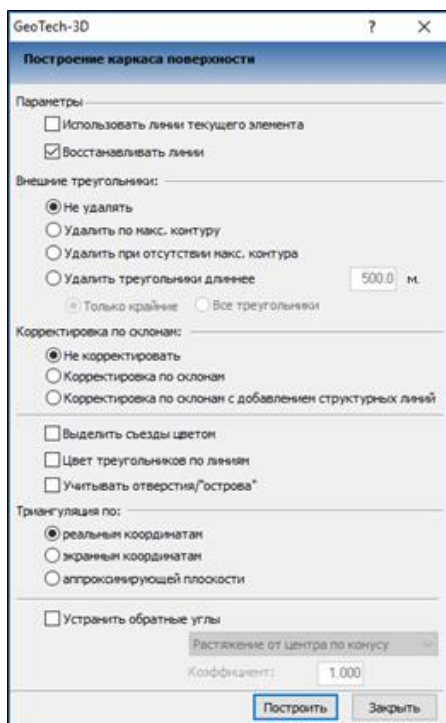 GeoTech-3D ? ×
Построение каркаса поверхности
Параметры
Использовать линии текущего элемента
Восстанавливать линии
Внешние треугольники:
Не удалять
Удалить по макс. контуру
Удалить при отсутствии макс. контура
Удалить треугольники длиннее 500.0 м.
Только крайние Все треугольники
Корректировка по склонам:
Не корректировать
Корректировка по склонам
Корректировка по склонам с добавлением структурных линий
Выделить съезды цветом
Цвет треугольников по линиям
Учитывать отверстия/"острова"
Триангуляция по:
реальным координатам
экранным координатам
аппроксинирующей плоскости
Устранить обратные углы
Растяжение от центра по конусу
Коэффициент: 1.000
Построить Закрыть